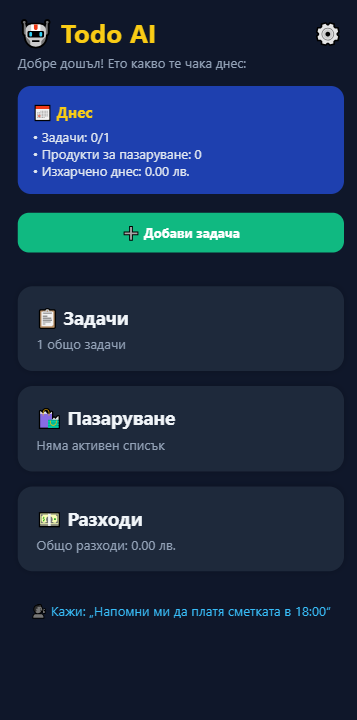 Todo AI
Добре дошъл! Ето какво те чака днес:
Днес
• Задачи: 0/1
• Продукти за пазаруване: 0
• Изхарчено днес: 0.00 лв.
Добави задача
Задачи
1 общо задачи
Пазаруване
Няма активен списък
Разходи
Общо разходи: 0.00 лв.
Кажи: „Напомни ми да платя сметката в 18:00“